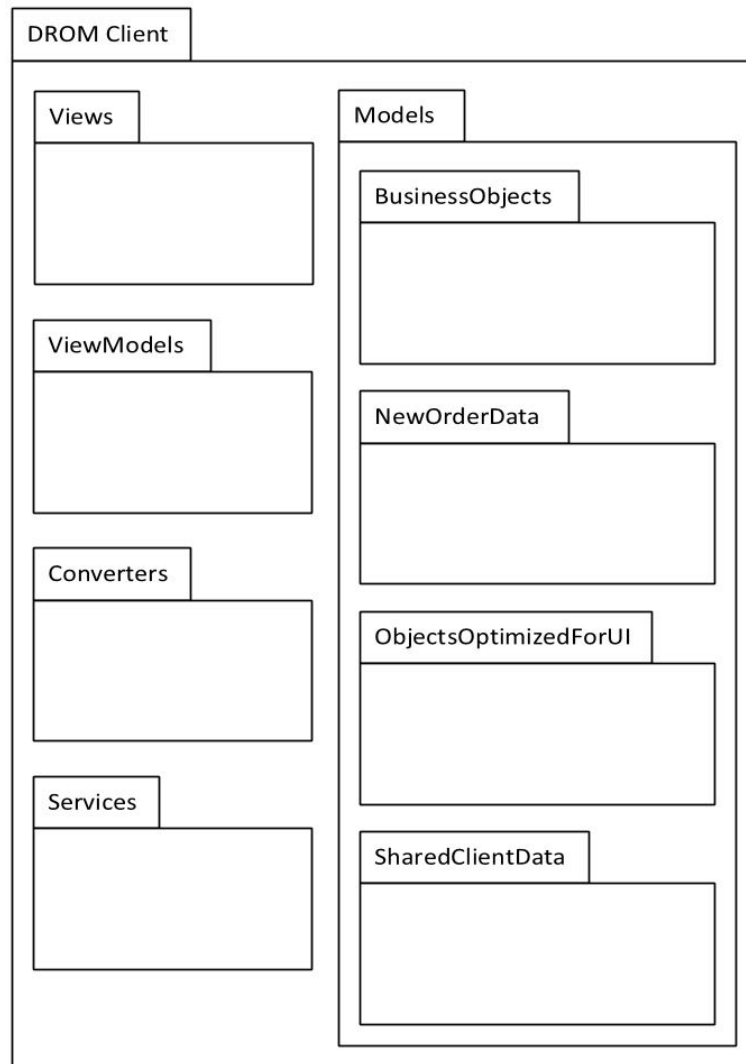 DROM Client
Views
ViewModels
Converters
Services
Models
BusinessObjects
NewOrderData
ObjectsOptimizedForUI
SharedClientData